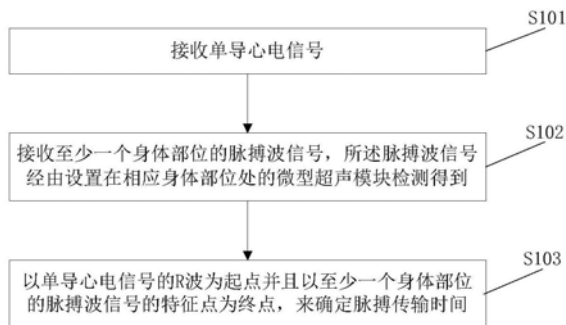 S101
接收单导心电信号
S102
接收至少一个身体部位的脉搏波信号，所述脉搏波信号
经由设置在相应身体部位处的微型超声模块检测得到
S103
以单导心电信号的R波为起点并且以至少一个身体部位
的脉搏波信号的特征点为终点，来确定脉搏传输时间